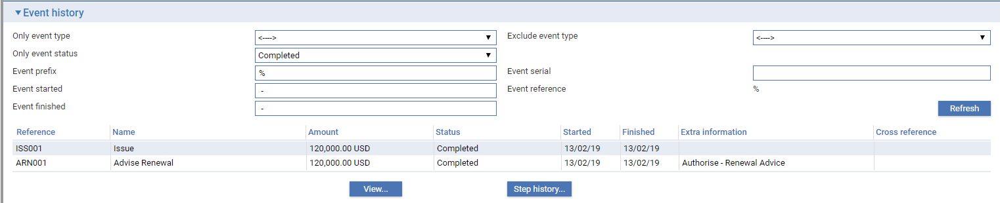 Event history
Only event type <----> Exclude event type <---->
Only event status Completed
Event prefix % Event serial
Event started - Event reference %
Event finished - Refresh
Reference Name Amount Status Started Finished Extra information Cross reference
ISS001 Issue 120,000.00 USD Completed 13/02/19 13/02/19
ARN001 Advise Renewal 120,000.00 USD Completed 13/02/19 13/02/19 Authorise - Renewal Advice
View... Step history...